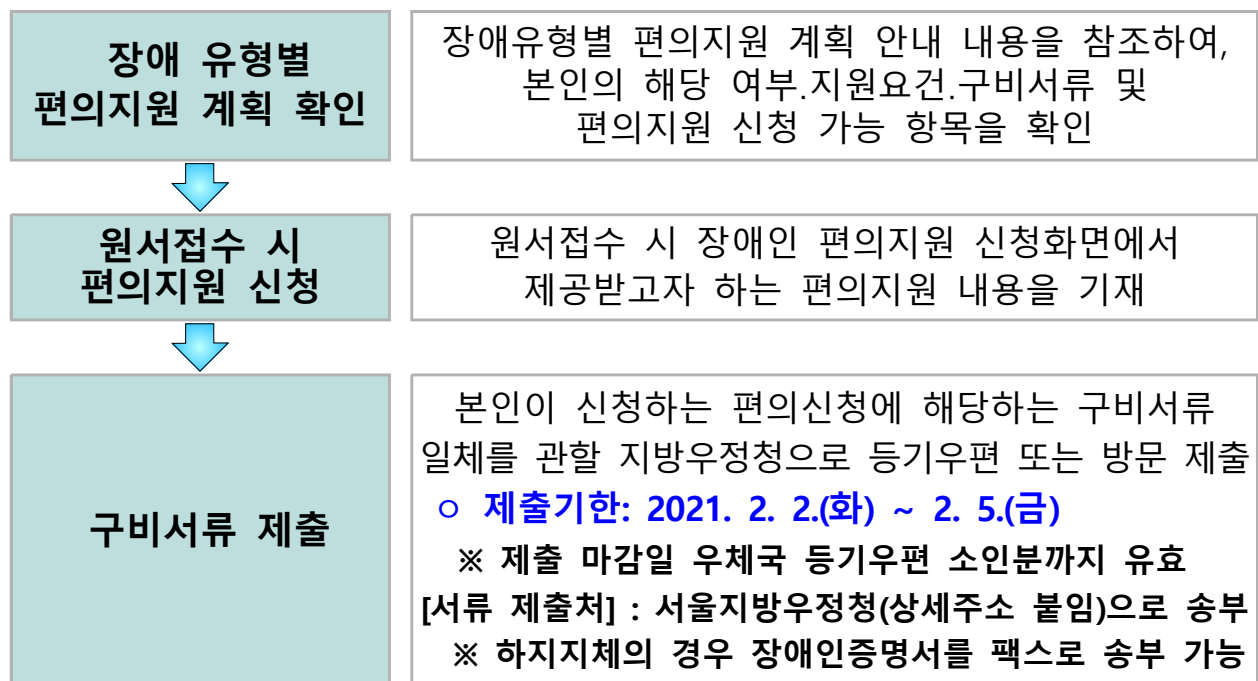 장애 유형별
편의지원 계획 확인
장애유형별 편의지원 계획 안내 내용을 참조하여,
본인의 해당 여부.지원요건.구비서류 및
편의지원 신청 가능 항목을 확인
원서접수 시
편의지원 신청
원서접수 시 장애인 편의지원 신청화면에서
제공받고자 하는 편의지원 내용을 기재
구비서류 제출
본인이 신청하는 편의신청에 해당하는 구비서류
일체를 관할 지방우정청으로 등기우편 또는 방문 제출
○ 제출기한: 2021. 2. 2.(화) ~ 2. 5.(금)
※ 제출 마감일 우체국 등기우편 소인분까지 유효
[서류 제출처] : 서울지방우정청(상세주소 붙임)으로 송부
※ 하지지체의 경우 장애인증명서를 팩스로 송부 가능